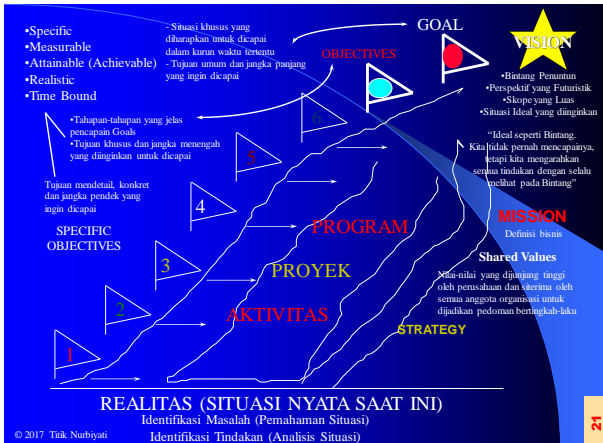 •Specific
•Measurable
•Attainable (Achievable)
•Realistic
•Time Bound
- Situasi khusus yang
diharapkan untuk dicapai
dalam kurun waktu tertentu
- Tujuan umum dan jangka panjang
yang ingin dicapai
GOAL
OBJECTIVES
VISION
•Bintang Penuntun
•Perspektif yang Futuristik
•Skope yang Luas
•Situasi Ideal yang diinginkan
•Tahapan-tahapan yang jelas
pencapain Goals
•Tujuan khusus dan jangka menengah
yang diinginkan untuk dicapai
“Ideal seperti Bintang.
Kita tidak pernah mencapainya,
tetapi kita mengarahkan
semua tindakan dengan selalu
melihat pada Bintang”
Tujuan mendetail, konkret
dan jangka pendek yang
ingin dicapai
SPECIFIC
OBJECTIVES
6
5
4
3
2
1
PROGRAM
PROYEK
AKTIVITAS
STRATEGY
MISSION
Definisi bisnis
Shared Values
Nilai-nilai yang dijunjung tinggi
oleh perusahaan dan siterima oleh
semua anggota organisasi untuk
dijadikan pedoman bertingkah-laku
REALITAS (SITUASI NYATA SAAT INI)
Identifikasi Masalah (Pemahaman Situasi)
Identifikasi Tindakan (Analisis Situasi)
© 2017 Titik Nurbiyati
21